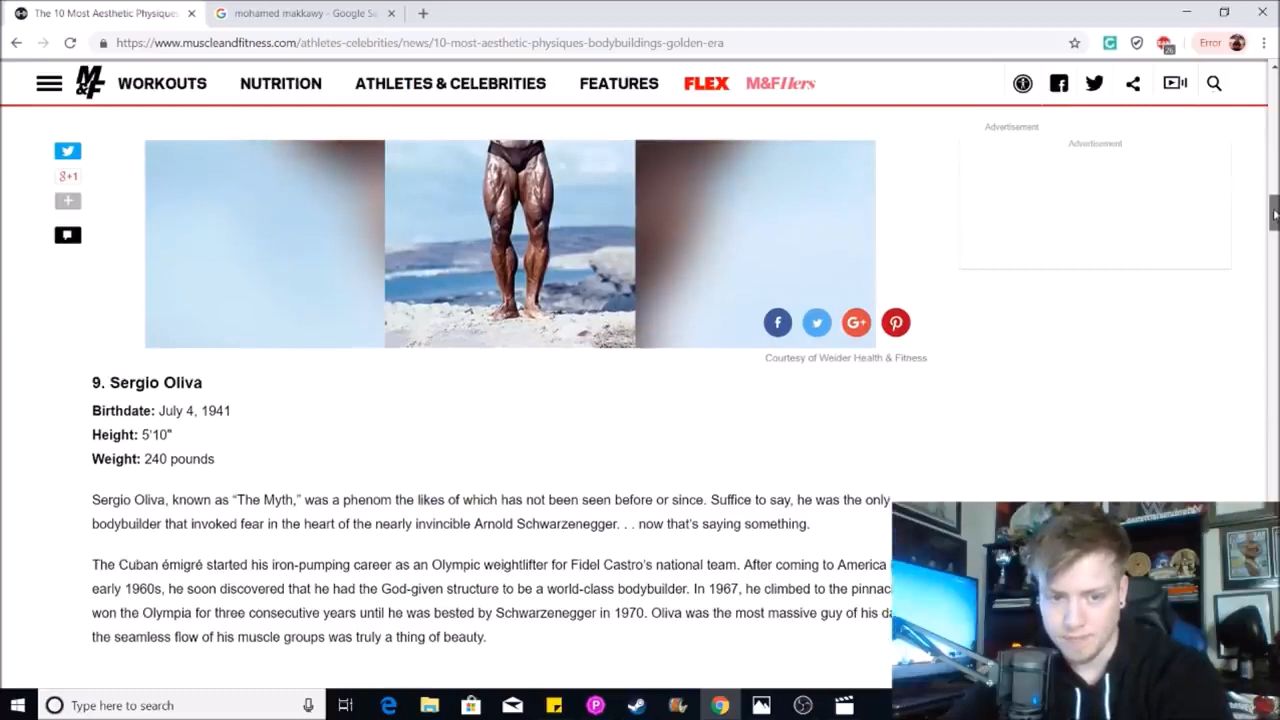 The 10 Most Aesthetic Physiques
mohamed makkawy - Google Se
https://www.muscleandfitness.com/athletes-celebrities/news/10-most-aesthetic-physiques-bodybuildings-golden-era
26
Error
M&F
WORKOUTS
NUTRITION
ATHLETES & CELEBRITIES
FEATURES
FLEX
M&F Hers
Advertisement
Advertisement
g+1
Courtesy of Weider Health & Fitness
9. Sergio Oliva
Birthdate: July 4, 1941
Height: 5'10"
Weight: 240 pounds
Sergio Oliva, known as “The Myth,” was a phenom the likes of which has not been seen before or since. Suffice to say, he was the only
bodybuilder that invoked fear in the heart of the nearly invincible Arnold Schwarzenegger. . . now that’s saying something.
The Cuban émigré started his iron-pumping career as an Olympic weightlifter for Fidel Castro’s national team. After coming to America
early 1960s, he soon discovered that he had the God-given structure to be a world-class bodybuilder. In 1967, he climbed to the pinnac
won the Olympia for three consecutive years until he was bested by Schwarzenegger in 1970. Oliva was the most massive guy of his da
the seamless flow of his muscle groups was truly a thing of beauty.
Type here to search